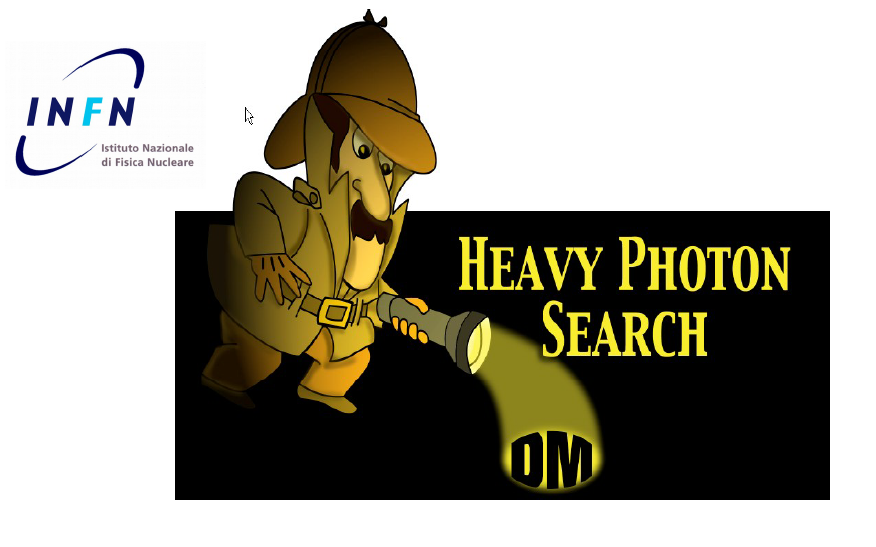 INFN
Istituto Nazionale
di Fisica Nucleare
HEAVY PHOTON
SEARCH
DM